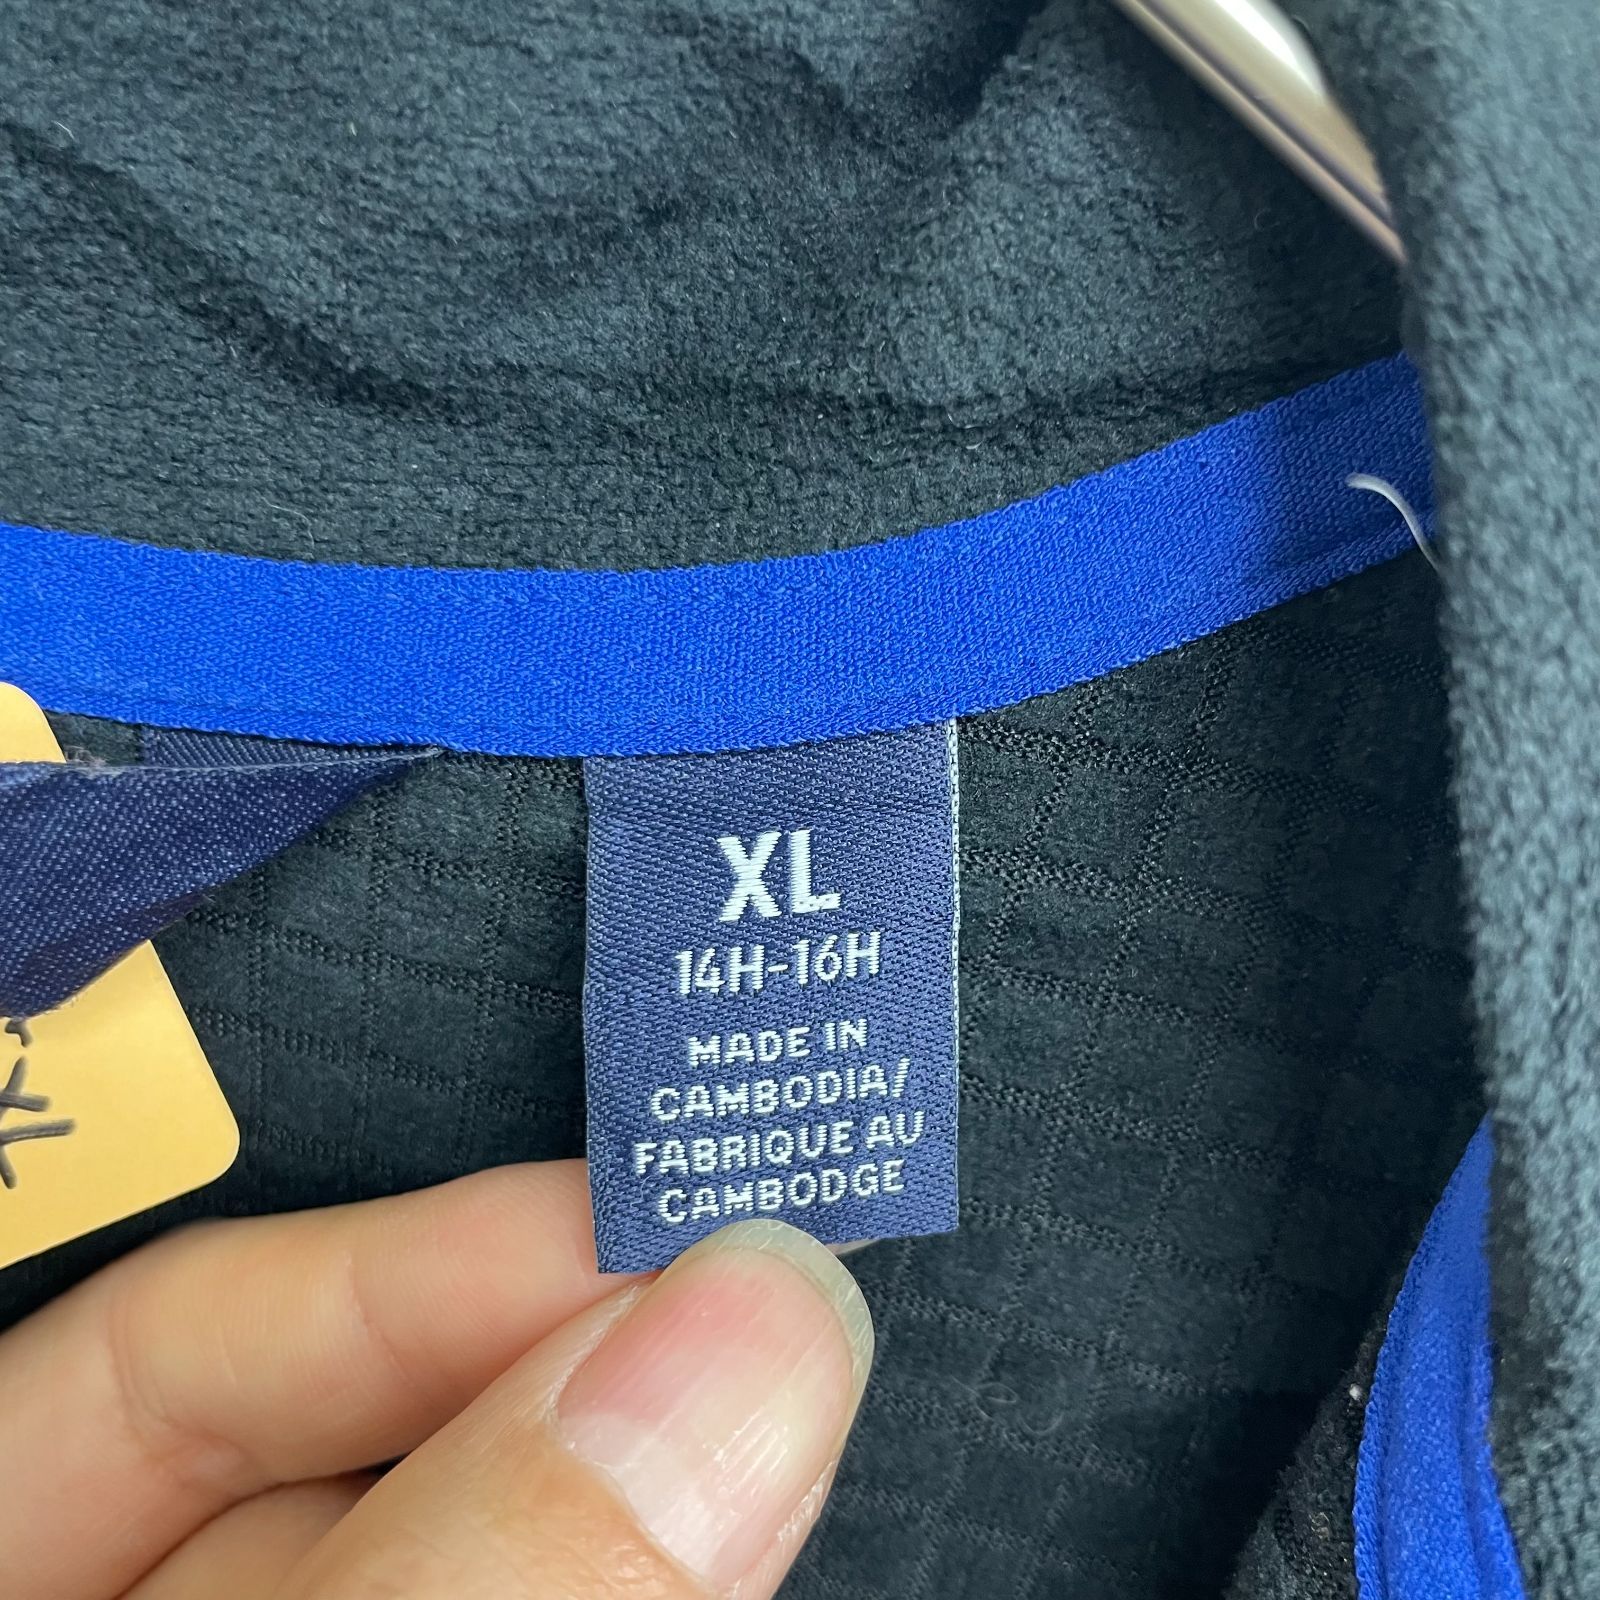 XL
14H-16H
MADE IN
CAMBODIA/
FABRIQUE AU
CAMBODGE